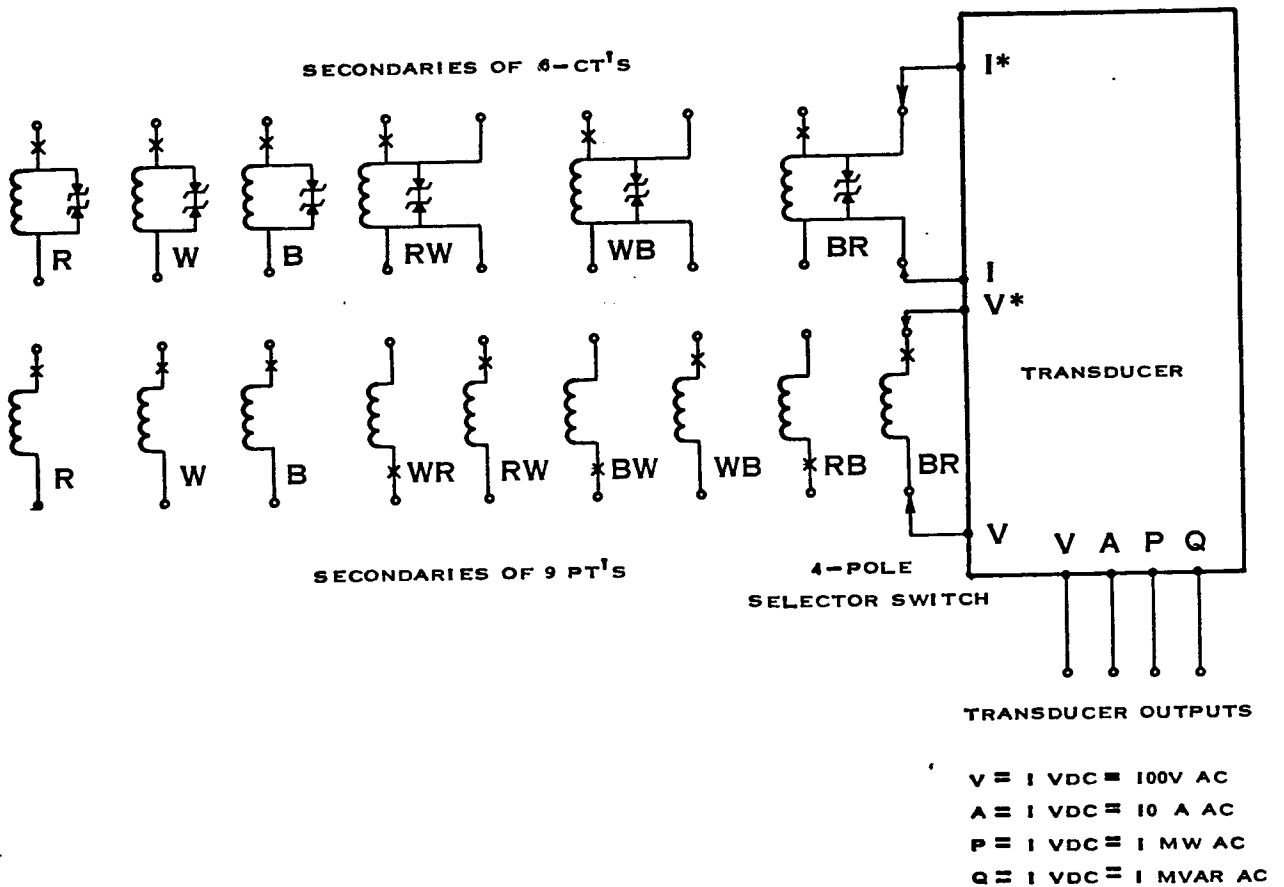 SECONDARIES OF 6-CT'S
I*
R W B RW WB BR
I
V*
TRANSDUCER
R W B WR RW BW WB RB BR
V
V A P Q
SECONDARIES OF 9 PT'S
4-POLE
SELECTOR SWITCH
TRANSDUCER OUTPUTS
V = 1 VDC = 100V AC
A = 1 VDC = 10 A AC
P = 1 VDC = 1 MW AC
Q = 1 VDC = 1 MVAR AC